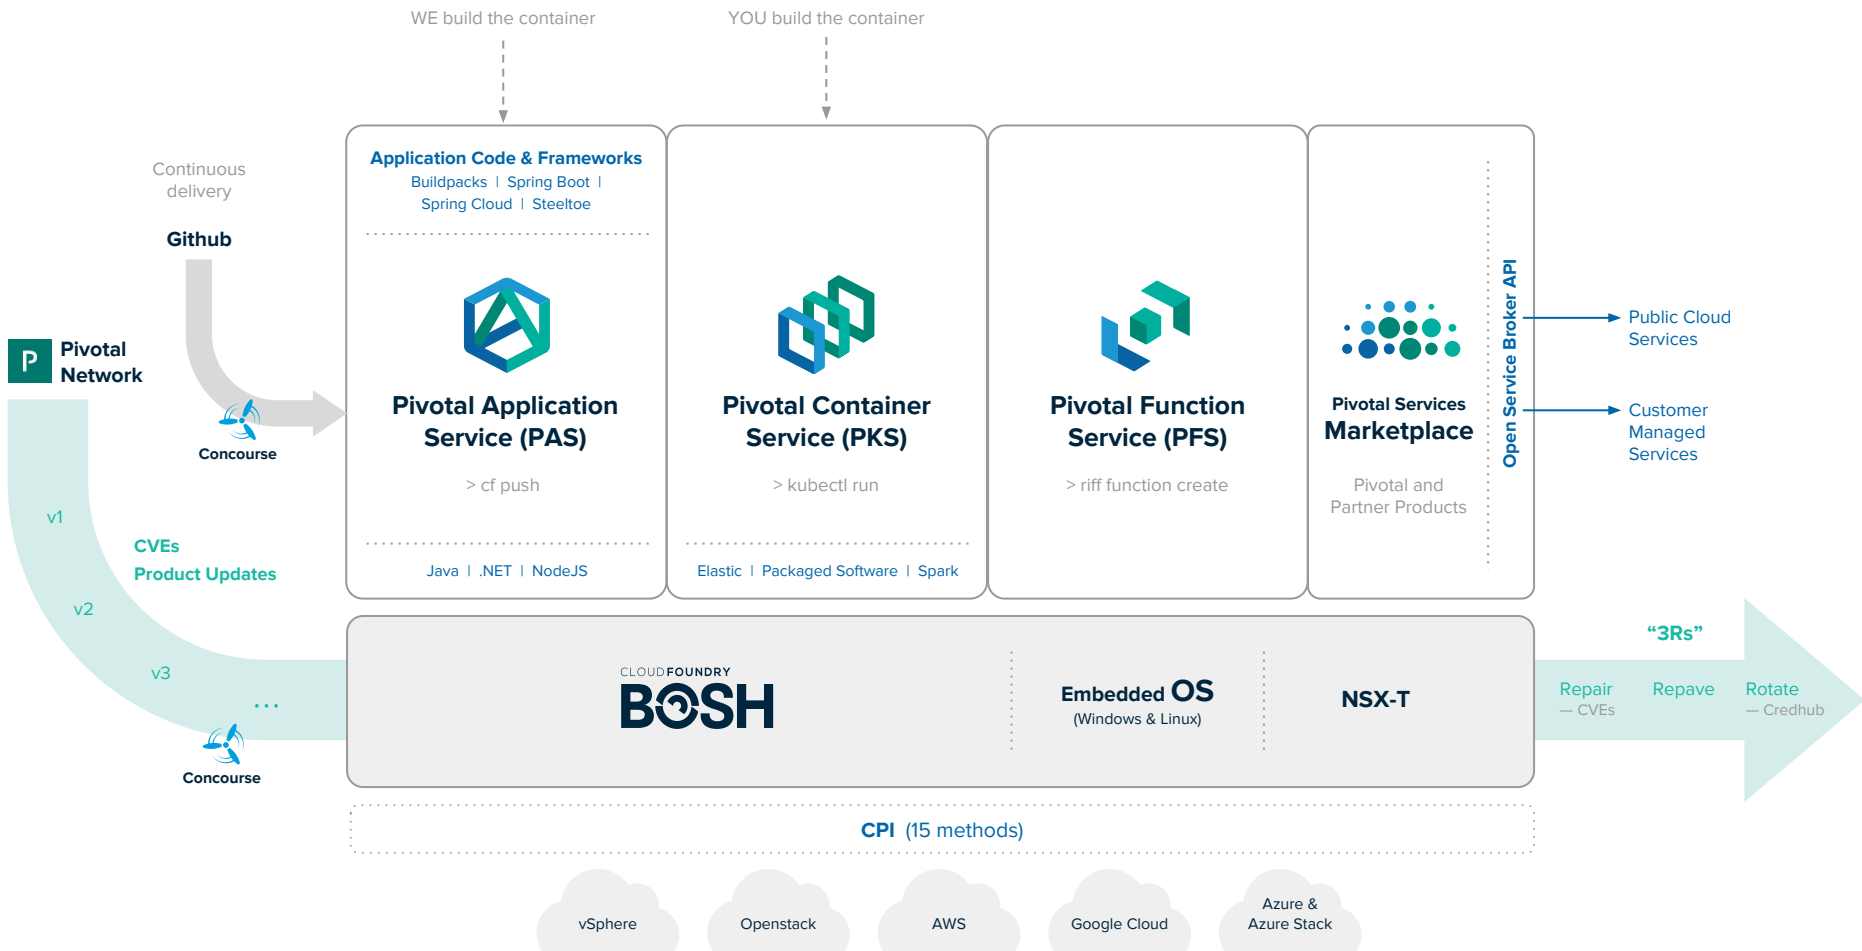 WE build the container
YOU build the container
Continuous
delivery
Github
Pivotal
Network
Concourse
v1
v2
v3
...
CVEs
Product Updates
Concourse
Application Code & Frameworks
Buildpacks | Spring Boot |
Spring Cloud | Steeltoe
Pivotal Application
Service (PAS)
> cf push
Java | .NET | NodeJS
Pivotal Container
Service (PKS)
> kubectl run
Elastic | Packaged Software | Spark
Pivotal Function
Service (PFS)
> riff function create
Pivotal Services
Marketplace
Pivotal and
Partner Products
Open Service Broker API
Public Cloud
Services
Customer
Managed
Services
CLOUDFOUNDRY
BOSH
Embedded OS
(Windows & Linux)
NSX-T
“3Rs”
Repair
— CVEs
Repave
Rotate
— Credhub
CPI (15 methods)
vSphere
Openstack
AWS
Google Cloud
Azure &
Azure Stack